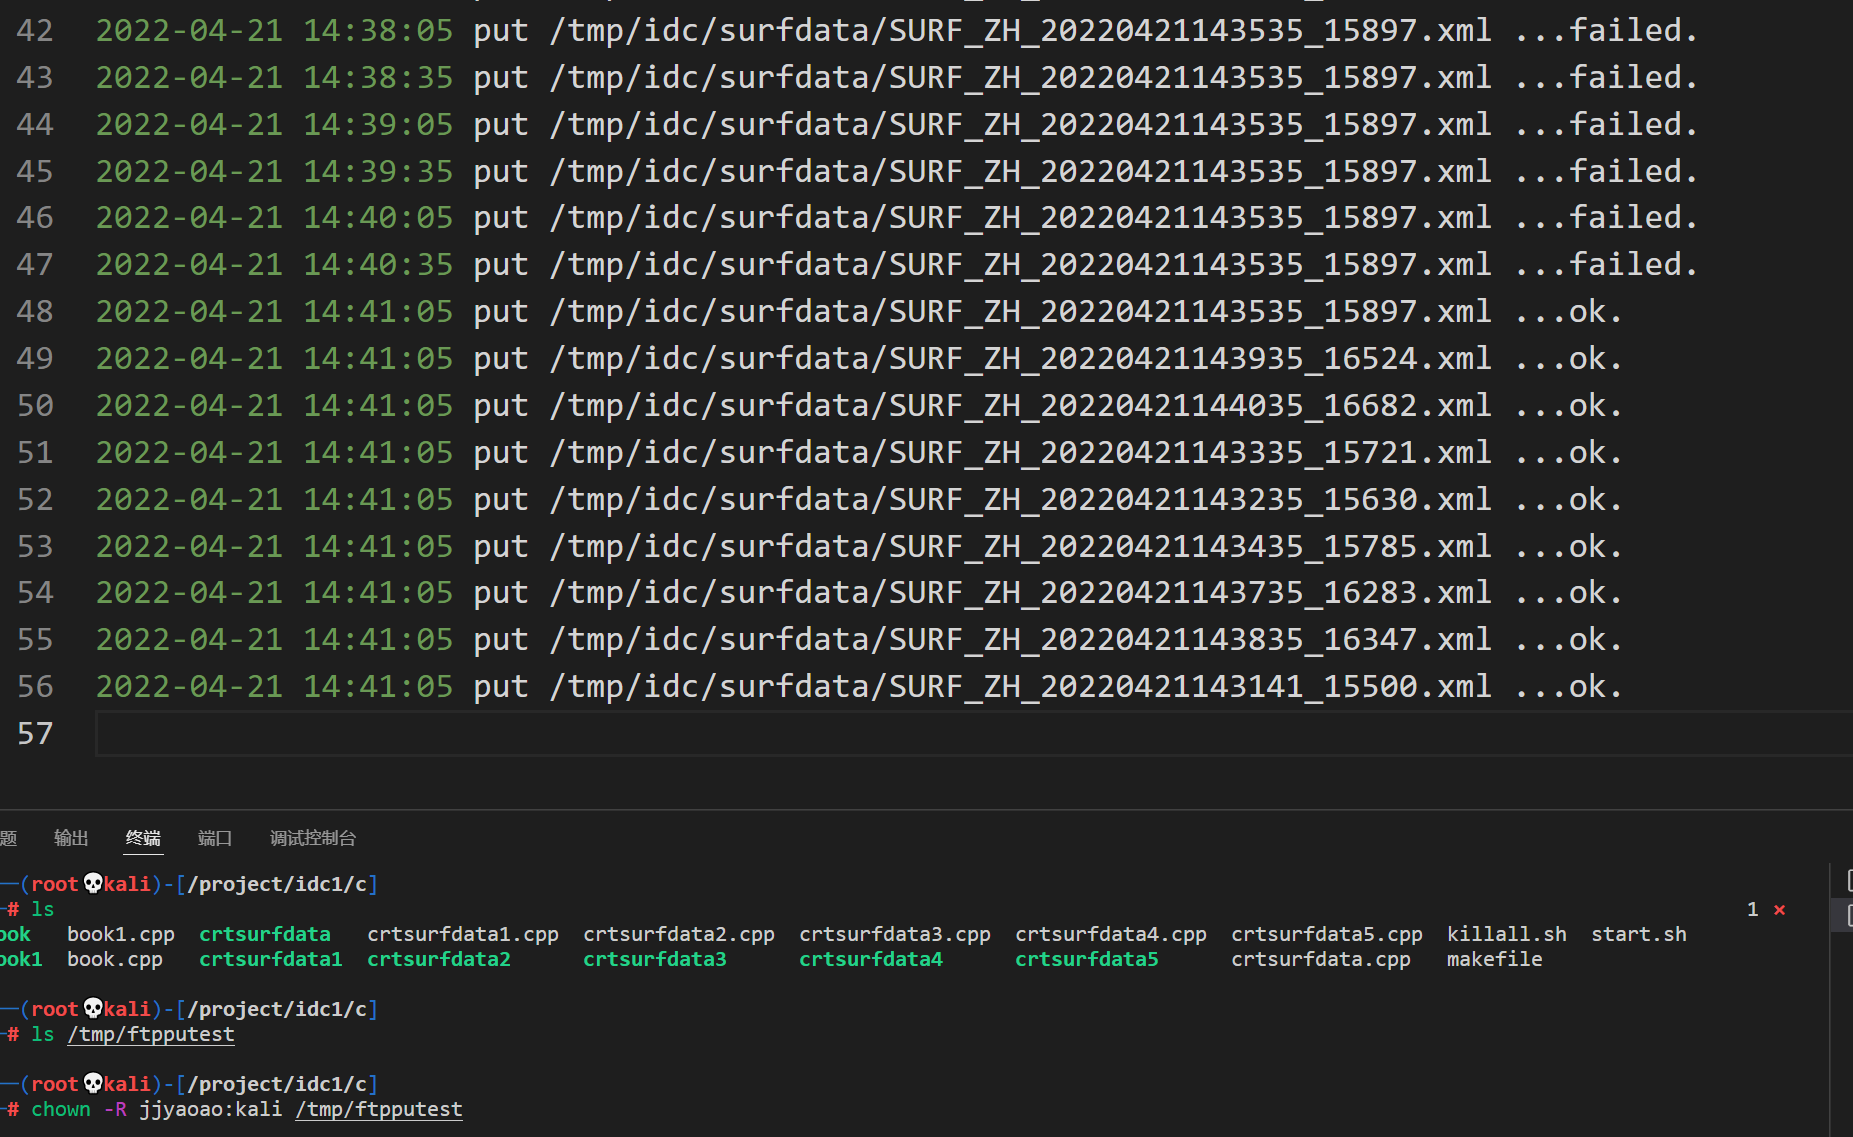 42 2022-04-21 14:38:05 put /tmp/idc/surfdata/SURF_ZH_20220421143535_15897.xml ...failed.
43 2022-04-21 14:38:35 put /tmp/idc/surfdata/SURF_ZH_20220421143535_15897.xml ...failed.
44 2022-04-21 14:39:05 put /tmp/idc/surfdata/SURF_ZH_20220421143535_15897.xml ...failed.
45 2022-04-21 14:39:35 put /tmp/idc/surfdata/SURF_ZH_20220421143535_15897.xml ...failed.
46 2022-04-21 14:40:05 put /tmp/idc/surfdata/SURF_ZH_20220421143535_15897.xml ...failed.
47 2022-04-21 14:40:35 put /tmp/idc/surfdata/SURF_ZH_20220421143535_15897.xml ...failed.
48 2022-04-21 14:41:05 put /tmp/idc/surfdata/SURF_ZH_20220421143535_15897.xml ...ok.
49 2022-04-21 14:41:05 put /tmp/idc/surfdata/SURF_ZH_20220421143935_16524.xml ...ok.
50 2022-04-21 14:41:05 put /tmp/idc/surfdata/SURF_ZH_20220421144035_16682.xml ...ok.
51 2022-04-21 14:41:05 put /tmp/idc/surfdata/SURF_ZH_20220421143335_15721.xml ...ok.
52 2022-04-21 14:41:05 put /tmp/idc/surfdata/SURF_ZH_20220421143235_15630.xml ...ok.
53 2022-04-21 14:41:05 put /tmp/idc/surfdata/SURF_ZH_20220421143435_15785.xml ...ok.
54 2022-04-21 14:41:05 put /tmp/idc/surfdata/SURF_ZH_20220421143735_16283.xml ...ok.
55 2022-04-21 14:41:05 put /tmp/idc/surfdata/SURF_ZH_20220421143835_16347.xml ...ok.
56 2022-04-21 14:41:05 put /tmp/idc/surfdata/SURF_ZH_20220421143141_15500.xml ...ok.
57
题 输出 终端 端口 调试控制台
─(root💀kali)-[/project/idc1/c]
─# ls 1 ⨯
ook book1.cpp crtsurfdata crtsurfdata1.cpp crtsurfdata2.cpp crtsurfdata3.cpp crtsurfdata4.cpp crtsurfdata5.cpp killall.sh start.sh
ook1 book.cpp crtsurfdata1 crtsurfdata2 crtsurfdata3 crtsurfdata4 crtsurfdata5 crtsurfdata.cpp makefile
─(root💀kali)-[/project/idc1/c]
─# ls /tmp/ftpputest
─(root💀kali)-[/project/idc1/c]
─# chown -R jjyaoao:kali /tmp/ftpputest